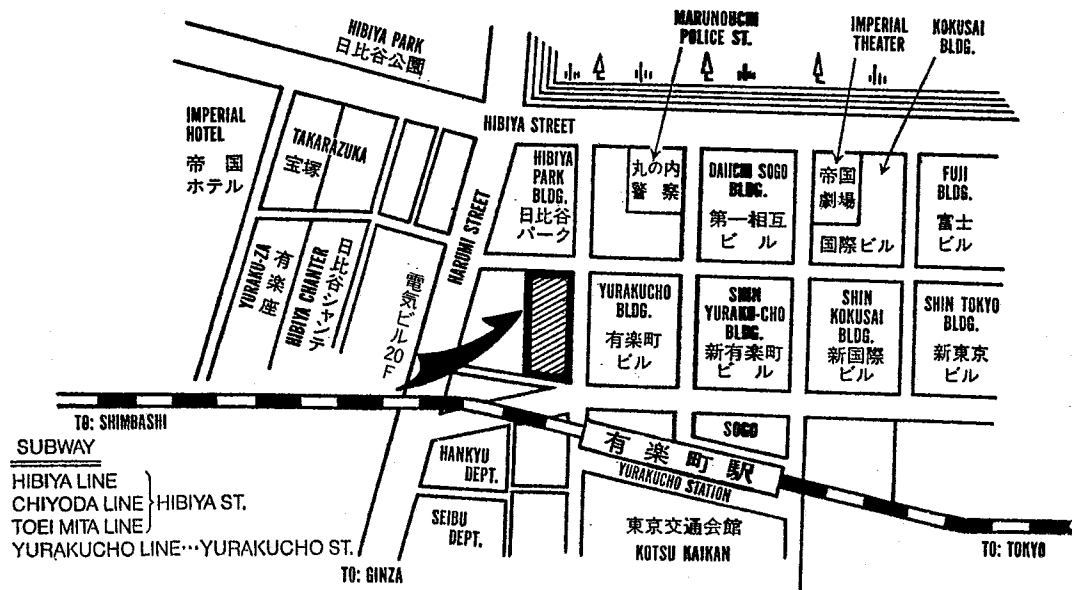 HIBIYA PARK
日比谷公園
MARUNOUCHI
POLICE ST.
IMPERIAL
THEATER
KOKUSAI
BLDG.
IMPERIAL
HOTEL
帝国
ホテル
TAKARAZUKA
宝塚
HIBIYA STREET
HARUMI STREET
HIBIYA
PARK
BLDG.
日比谷
パーク
丸の内
警察
DAIICHI SOGO
BLDG.
第一相互
ビル
帝国
劇場
国際ビル
FUJI
BLDG.
富士
ビル
YURAKU-ZA
有楽座
HIBIYA CHANTER
日比谷シャンテ
電気ビル20F
YURAKUCHO
BLDG.
有楽町
ビル
SHIN
YURAKU-CHO
BLDG.
新有楽町
ビル
SHIN
KOKUSAI
BLDG.
新国際
ビル
SHIN TOKYO
BLDG.
新東京
ビル
TO: SHIMBASHI
SUBWAY
HIBIYA LINE
CHIYODA LINE } HIBIYA ST.
TOEI MITA LINE
YURAKUCHO LINE…YURAKUCHO ST.
HANKYU
DEPT.
SEIBU
DEPT.
SOGO
有楽町駅
YURAKUCHO STATION
東京交通会館
KOTSU KAIKAN
TO: GINZA
TO: TOKYO